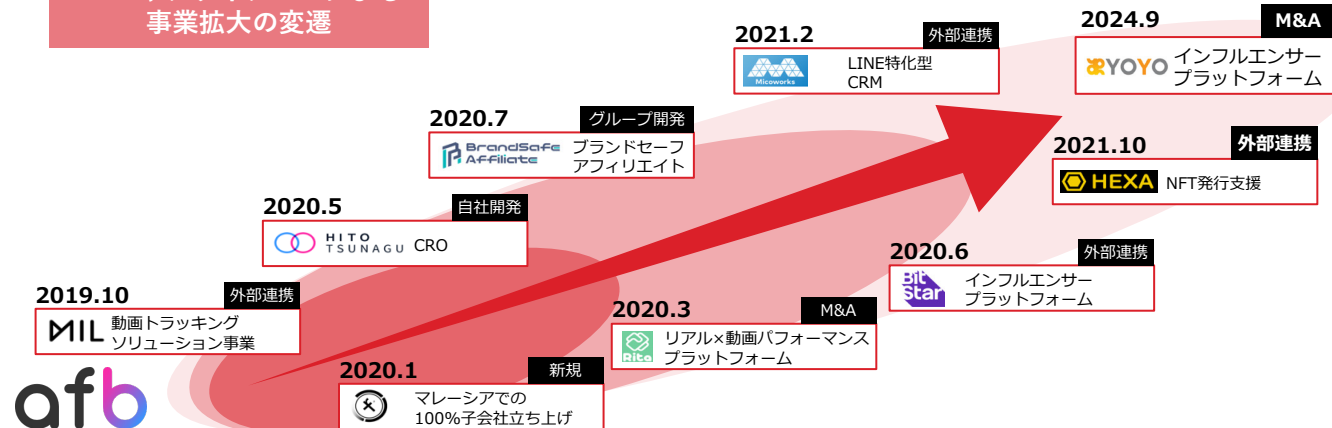 事業拡大の変遷
2019.10
外部連携
MIL
動画トラッキング
ソリューション事業
afb
2020.1
新規
マレーシアでの
100%子会社立ち上げ
2020.5
自社開発
HITO
TSUNAGU
CRO
2020.3
M&A
Rita
リアル×動画パフォーマンス
プラットフォーム
2020.7
グループ開発
BrandSafe
Affiliate
ブランドセーフ
アフィリエイト
2020.6
外部連携
Bit
Star
インフルエンサー
プラットフォーム
2021.2
外部連携
Micoworks
LINE特化型
CRM
2021.10
外部連携
HEXA
NFT発行支援
2024.9
M&A
YOYO
インフルエンサー
プラットフォーム